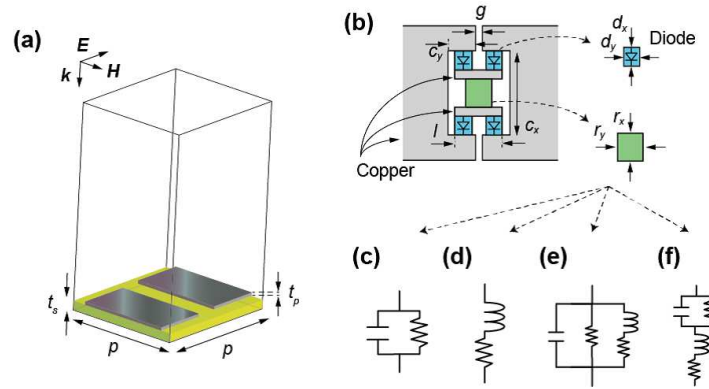 (a)
E
H
k
t_s
t_p
p
p
(b)
g
c_y
l
c_x
Copper
d_x
d_y
Diode
r_x
r_y
(c)
(d)
(e)
(f)